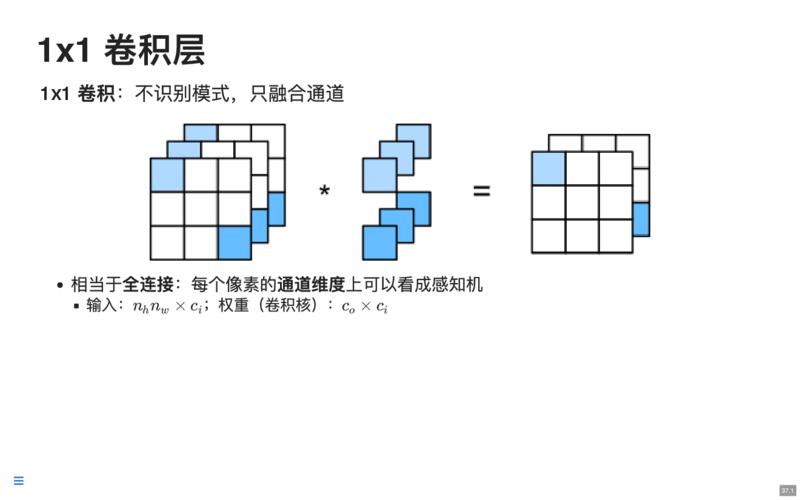 1x1 卷积层
1x1 卷积：不识别模式，只融合通道
* =
• 相当于全连接：每个像素的通道维度上可以看成感知机
▪ 输入：$n_h n_w \times c_i$；权重（卷积核）：$c_o \times c_i$
37.1